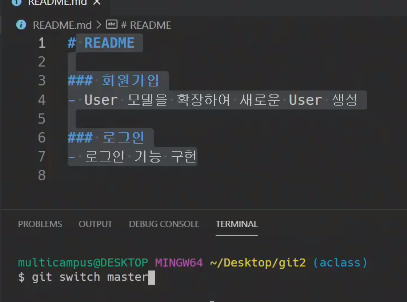 README.md
README.md > # README
1 # README
2
3 ### 회원가입
4 - User 모델을 확장하여 새로운 User 생성
5
6 ### 로그인
7 - 로그인 기능 구현
8
PROBLEMS OUTPUT DEBUG CONSOLE TERMINAL
multicampus@DESKTOP MINGW64 ~/Desktop/git2 (aclass)
$ git switch master